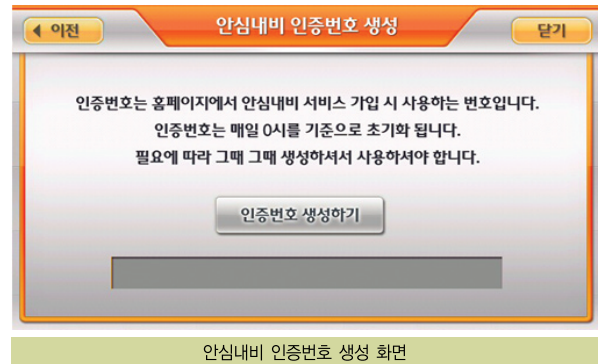 이전
안심내비 인증번호 생성
닫기
인증번호는 홈페이지에서 안심내비 서비스 가입 시 사용하는 번호입니다.
인증번호는 매일 0시를 기준으로 초기화 됩니다.
필요에 따라 그때 그때 생성하셔서 사용하셔야 합니다.
인증번호 생성하기
안심내비 인증번호 생성 화면